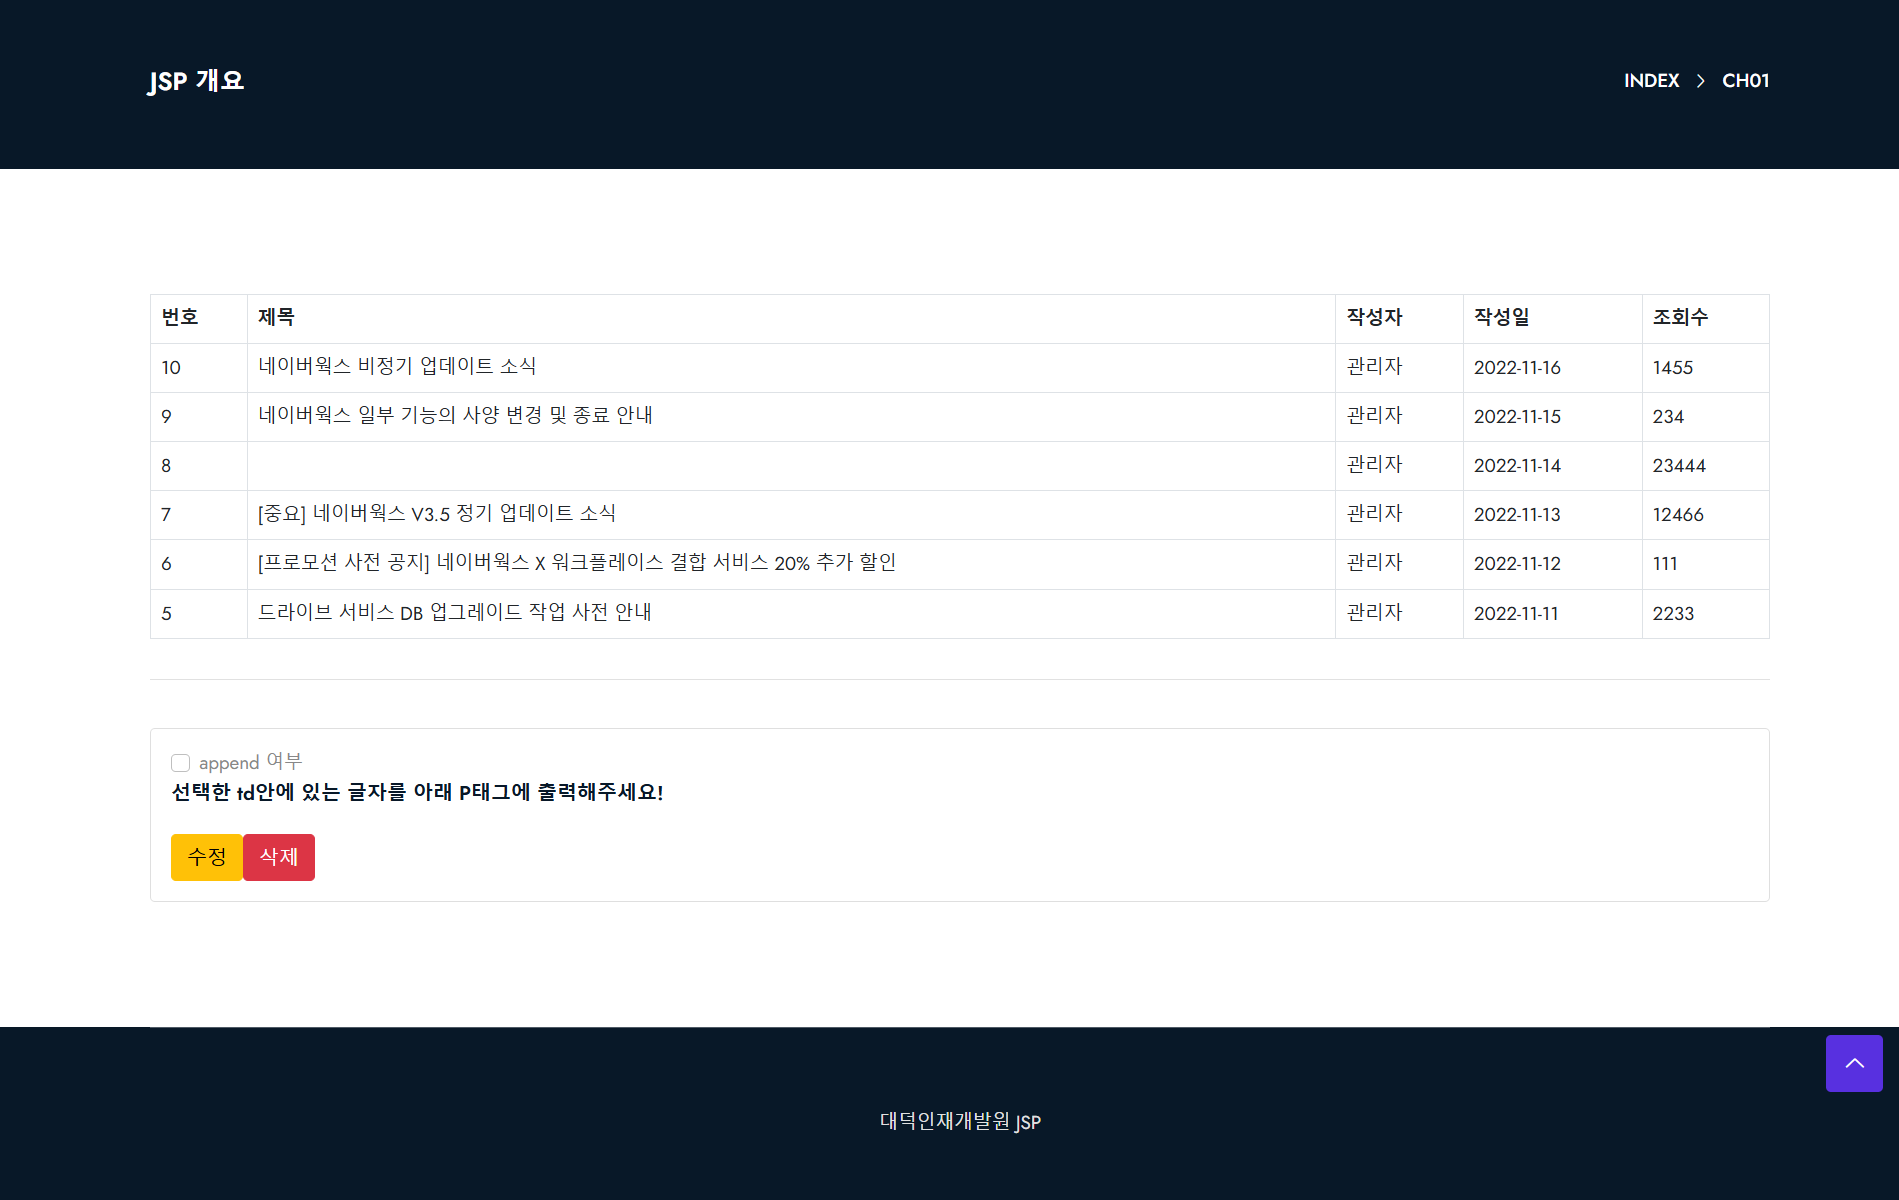 JSP 개요
INDEX > CH01
번호 제목 작성자 작성일 조회수
10 네이버웍스 비정기 업데이트 소식 관리자 2022-11-16 1455
9 네이버웍스 일부 기능의 사양 변경 및 종료 안내 관리자 2022-11-15 234
8 관리자 2022-11-14 23444
7 [중요] 네이버웍스 V3.5 정기 업데이트 소식 관리자 2022-11-13 12466
6 [프로모션 사전 공지] 네이버웍스 X 워크플레이스 결합 서비스 20% 추가 할인 관리자 2022-11-12 111
5 드라이브 서비스 DB 업그레이드 작업 사전 안내 관리자 2022-11-11 2233
append 여부
선택한 td안에 있는 글자를 아래 P태그에 출력해주세요!
수정 삭제
대덕인재개발원 JSP